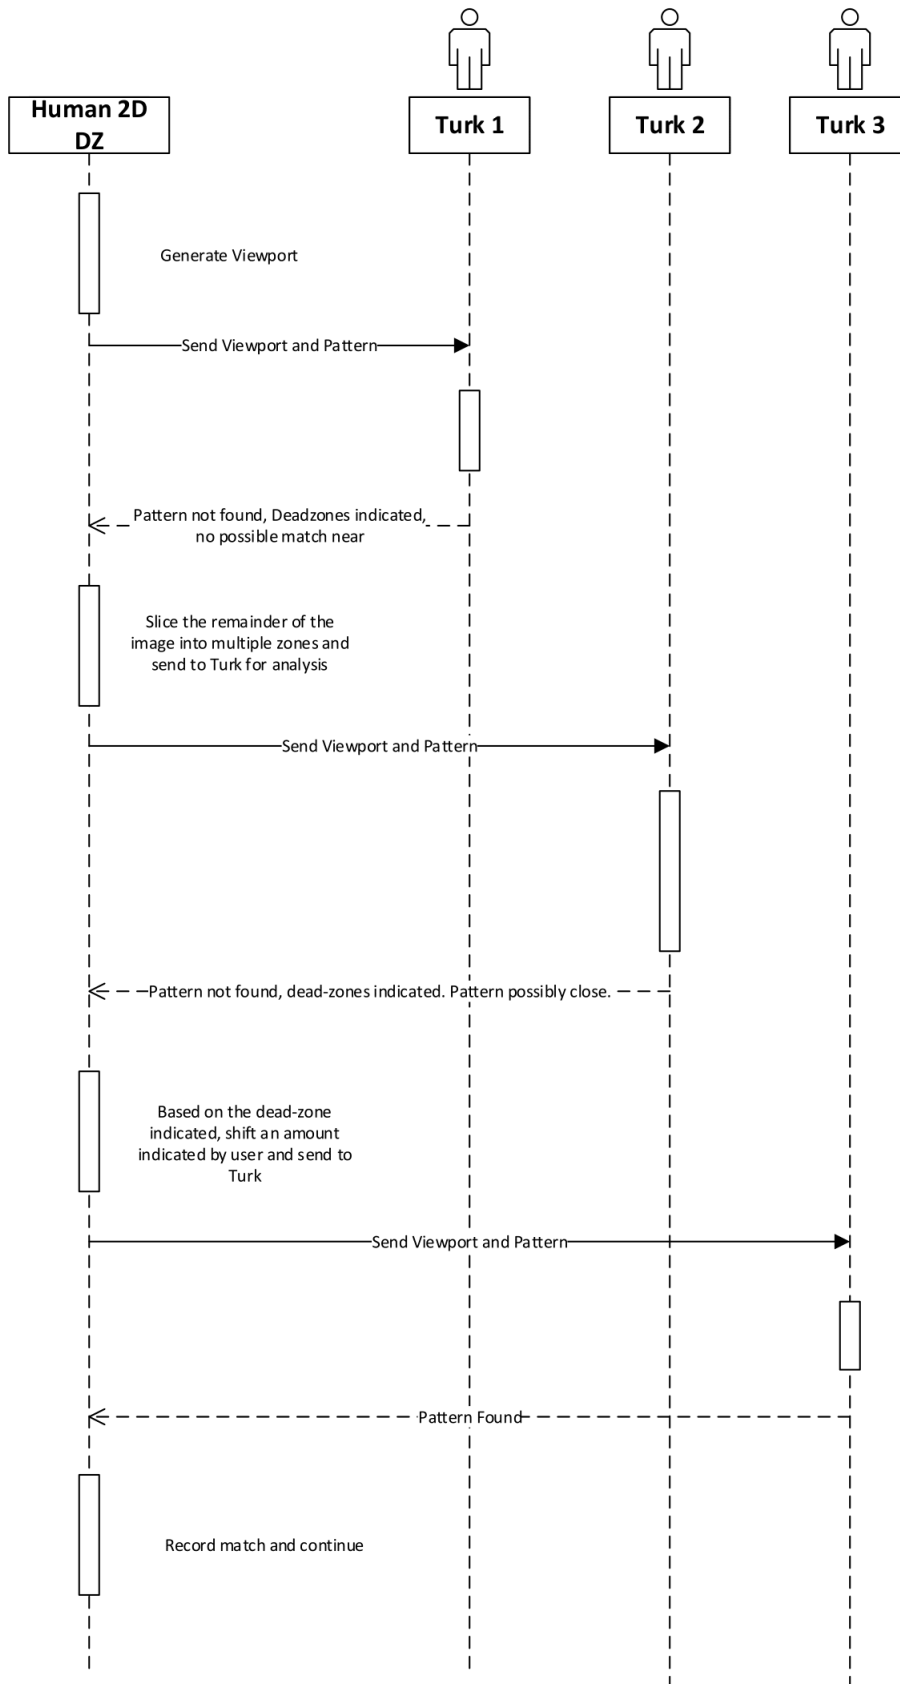 Human 2D
DZ
Turk 1
Turk 2
Turk 3
Generate Viewport
Send Viewport and Pattern
Pattern not found, Deadzones indicated,
no possible match near
Slice the remainder of the
image into multiple zones and
send to Turk for analysis
Send Viewport and Pattern
Pattern not found, dead-zones indicated. Pattern possibly close.
Based on the dead-zone
indicated, shift an amount
indicated by user and send to
Turk
Send Viewport and Pattern
Pattern Found
Record match and continue